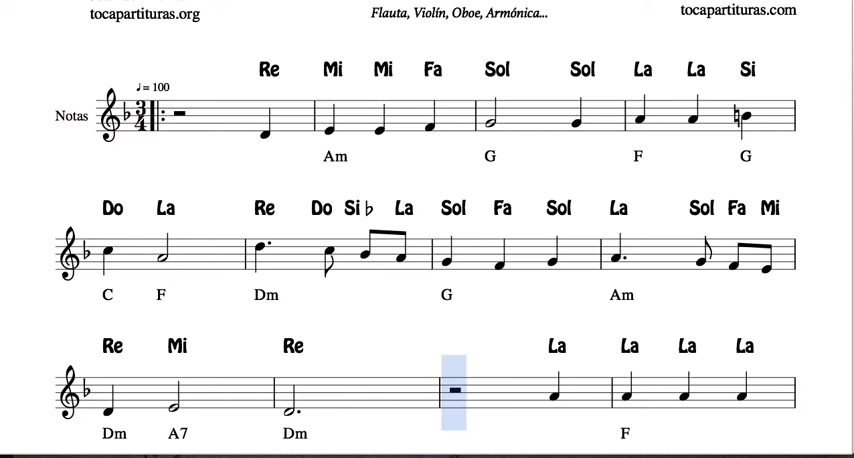 tocapartituras.org Flauta, Violín, Oboe, Armónica... tocapartituras.com
Re Mi Mi Fa Sol Sol La La Si
♩= 100
Notas
3
4
Am G F G
Do La Re Do Si ♭ La Sol Fa Sol La Sol Fa Mi
C F Dm G Am
Re Mi Re La La La La
Dm A7 Dm F